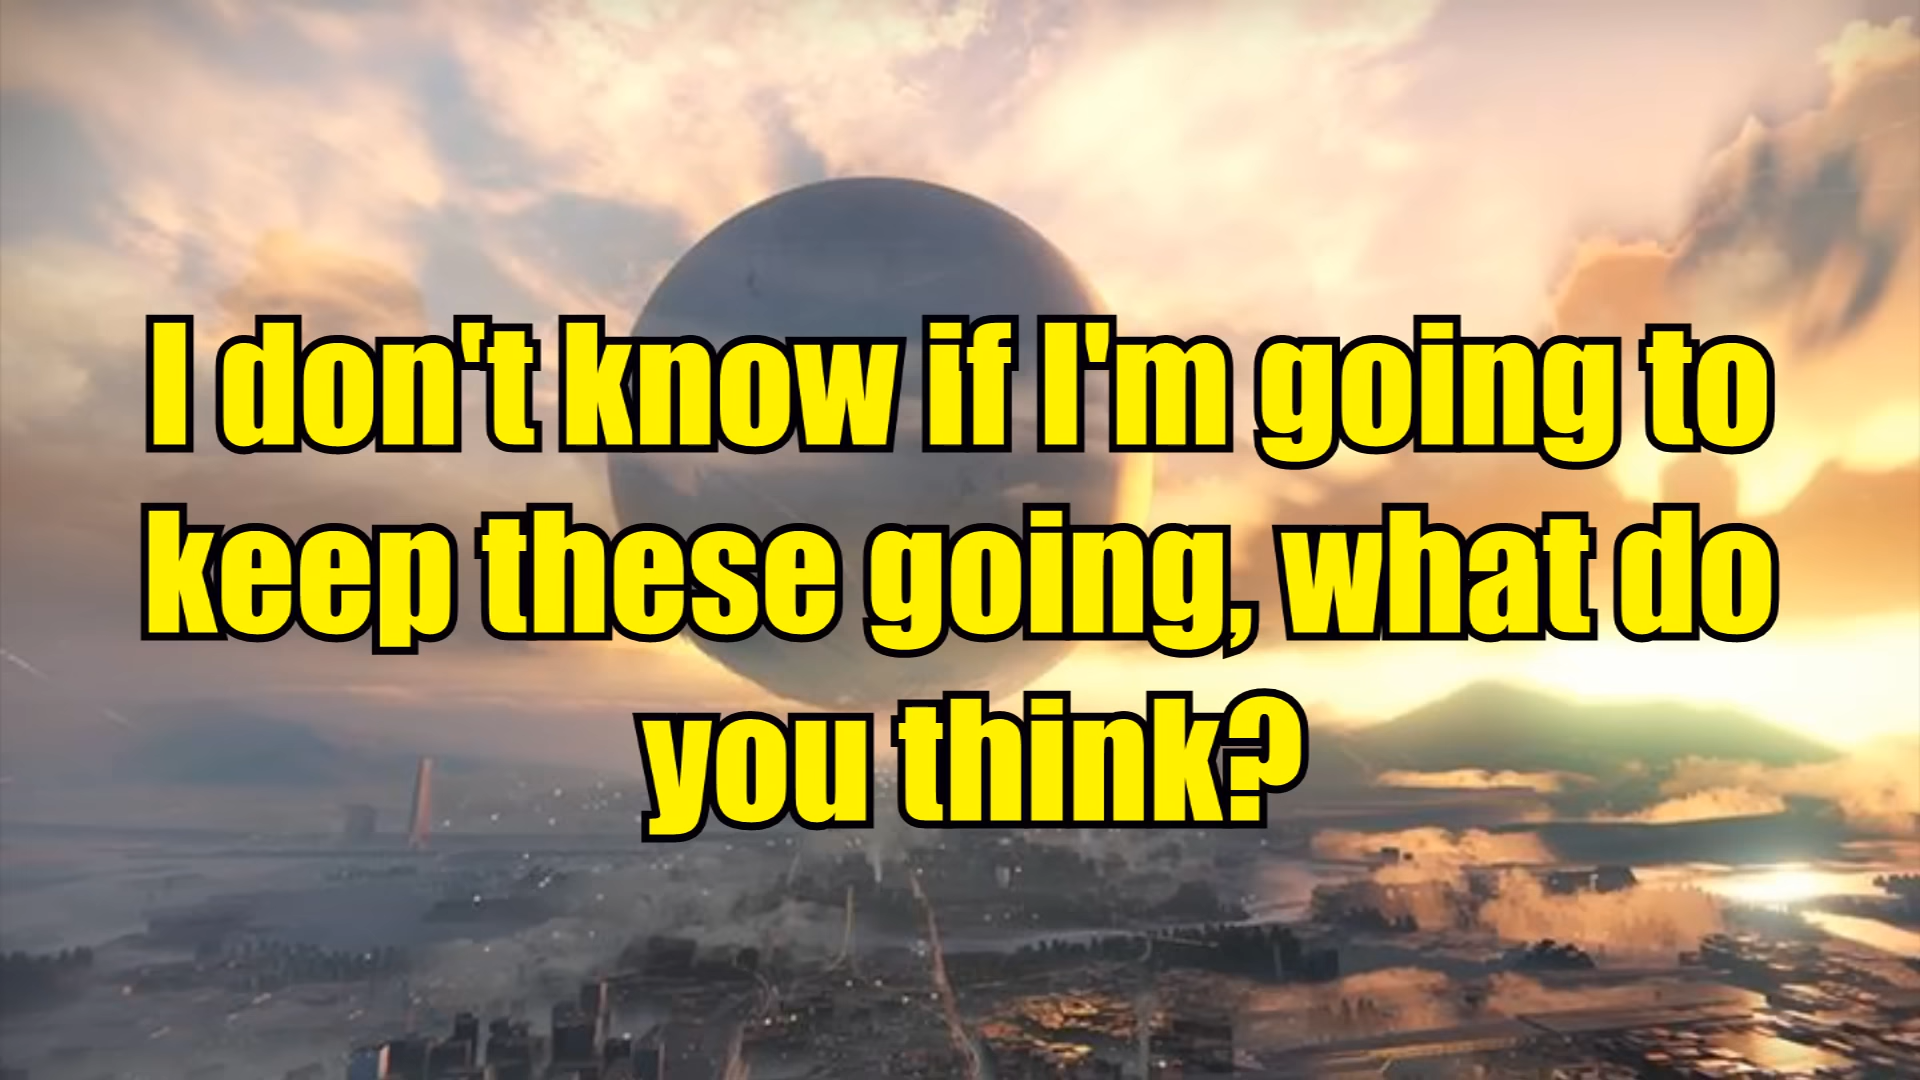 I don't know if I'm going to
keep these going, what do
you think?